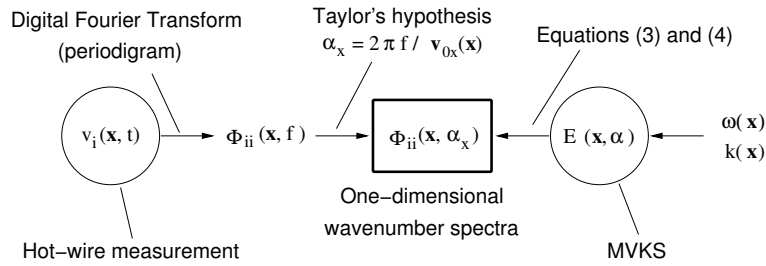 Digital Fourier Transform
(periodigram)
Taylor's hypothesis
α_x = 2 π f / v_0x(x)
Equations (3) and (4)
v_i(x, t)
Φ_ii(x, f)
Φ_ii(x, α_x)
E (x, α)
ω(x)
k(x)
One−dimensional
wavenumber spectra
Hot−wire measurement
MVKS